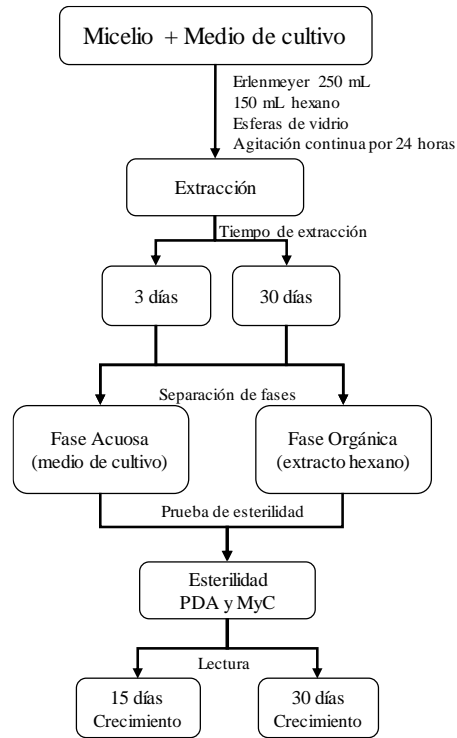 Micelio + Medio de cultivo
Erlenmeyer 250 mL
150 mL hexano
Esferas de vidrio
Agitación continua por 24 horas
Extracción
Tiempo de extracción
3 días
30 días
Separación de fases
Fase Acuosa
(medio de cultivo)
Fase Orgánica
(extracto hexano)
Prueba de esterilidad
Esterilidad
PDA y MyC
Lectura
15 días
Crecimiento
30 días
Crecimiento